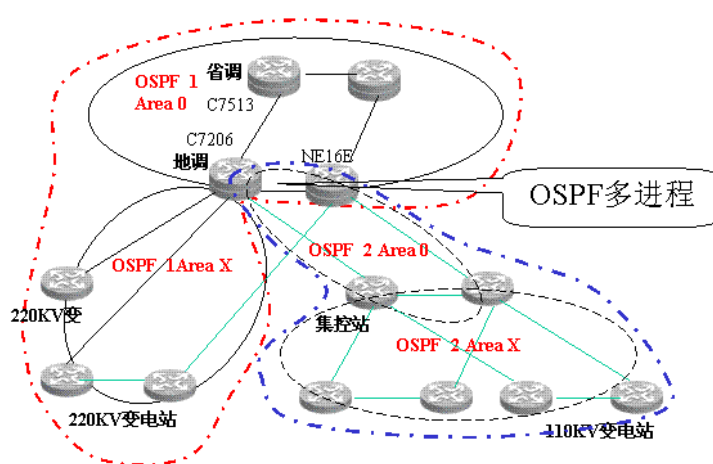 省调
OSPF 1
Area 0
C7513
C7206
地调
NE16E
OSPF多进程
OSPF 2 Area 0
OSPF 1Area X
220KV变
集控站
OSPF 2 Area X
220KV变电站
110KV变电站